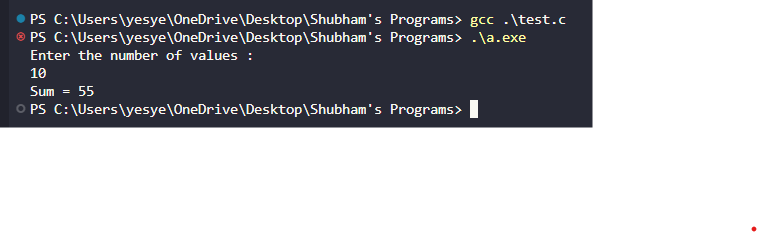 PS C:\Users\yesye\OneDrive\Desktop\Shubham's Programs> gcc .\test.c
PS C:\Users\yesye\OneDrive\Desktop\Shubham's Programs> .\a.exe
Enter the number of values :
10
Sum = 55
PS C:\Users\yesye\OneDrive\Desktop\Shubham's Programs>